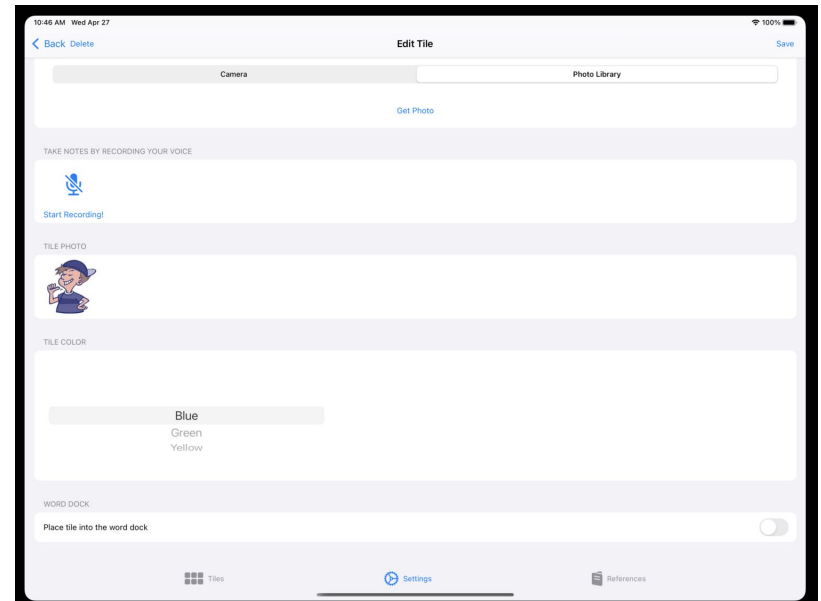 10:46 AM Wed Apr 27 100%
Back Delete Edit Tile Save
Camera Photo Library
Get Photo
TAKE NOTES BY RECORDING YOUR VOICE
Start Recording!
TILE PHOTO
TILE COLOR
Blue
Green
Yellow
WORD DOCK
Place tile into the word dock
Tiles Settings References